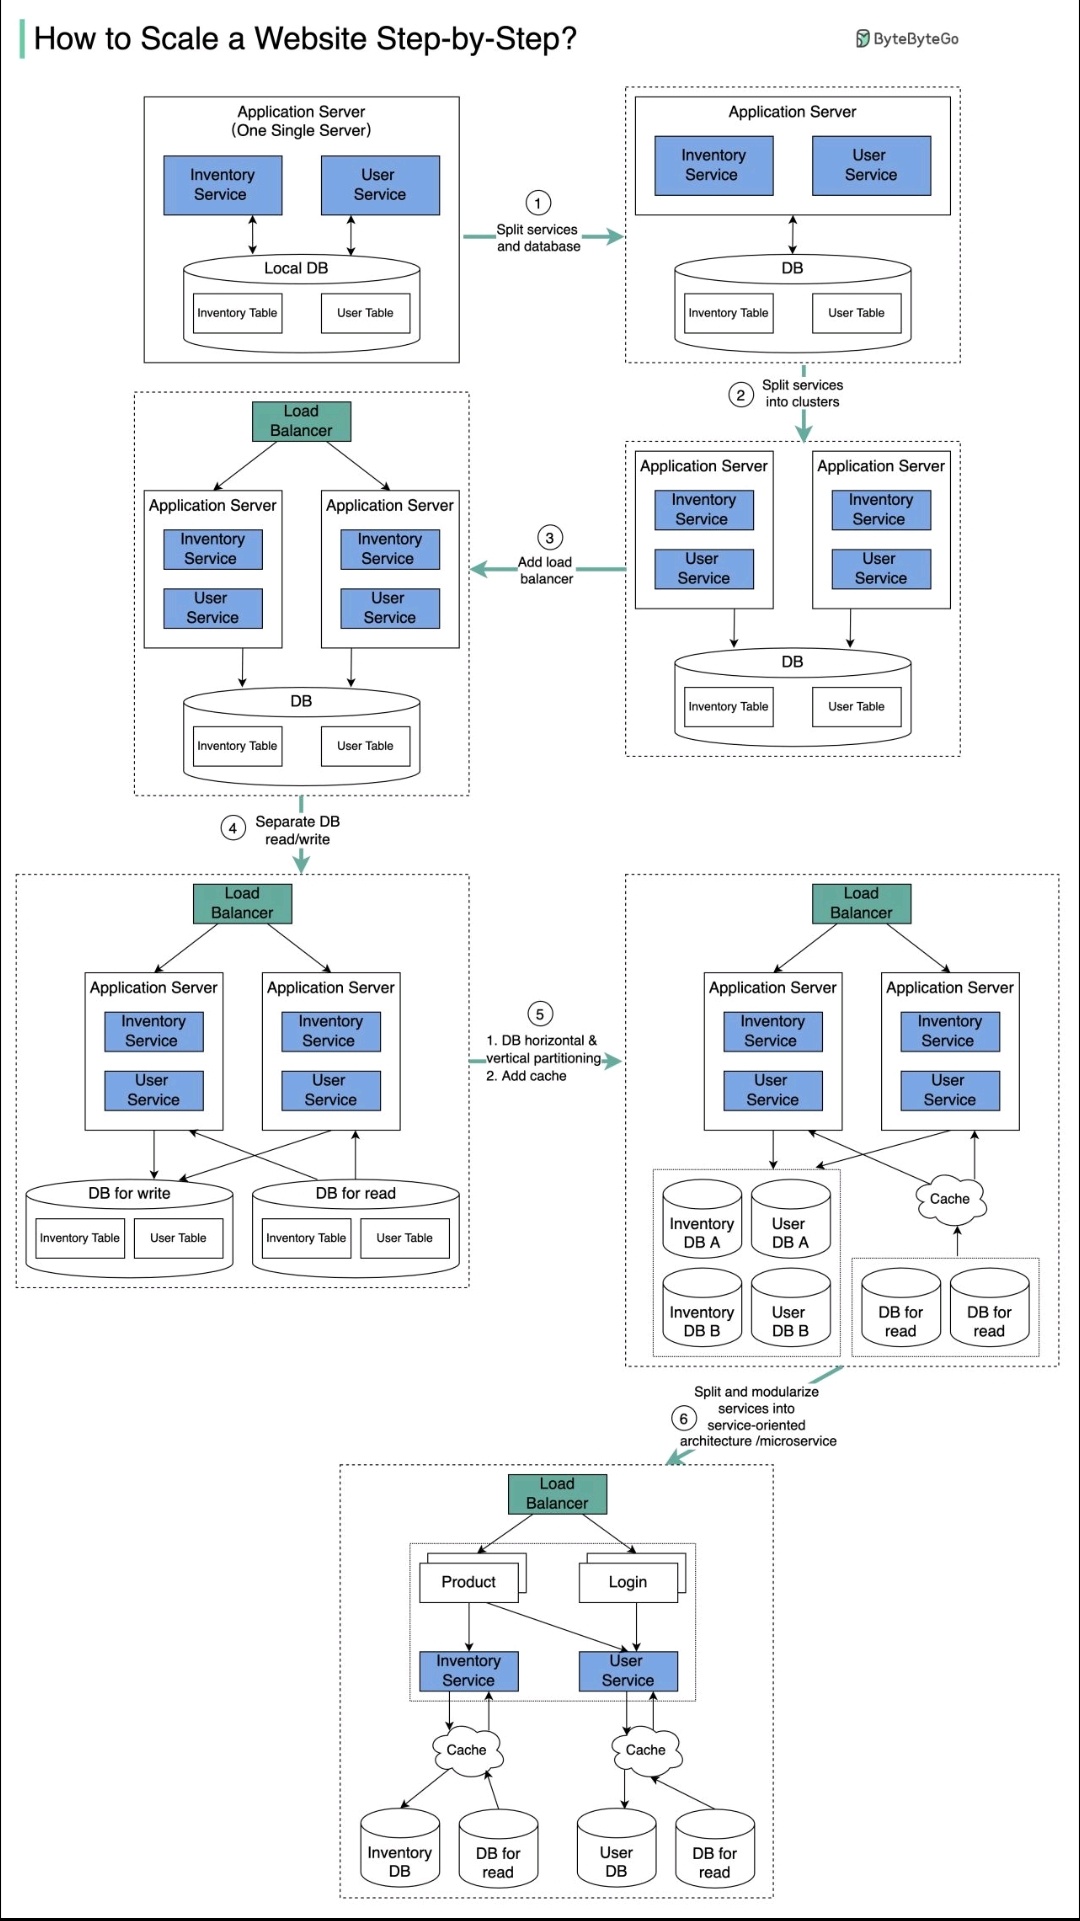 How to Scale a Website Step-by-Step?
ByteByteGo
Application Server
(One Single Server)
Inventory
Service
User
Service
Local DB
Inventory Table
User Table
1
Split services
and database
Application Server
Inventory
Service
User
Service
DB
Inventory Table
User Table
2
Split services
into clusters
Application Server
Inventory
Service
User
Service
Application Server
Inventory
Service
User
Service
DB
Inventory Table
User Table
3
Add load
balancer
Load
Balancer
Application Server
Inventory
Service
User
Service
Application Server
Inventory
Service
User
Service
DB
Inventory Table
User Table
4
Separate DB
read/write
Load
Balancer
Application Server
Inventory
Service
User
Service
Application Server
Inventory
Service
User
Service
DB for write
Inventory Table
User Table
DB for read
Inventory Table
User Table
5
1. DB horizontal &
vertical partitioning
2. Add cache
Load
Balancer
Application Server
Inventory
Service
User
Service
Application Server
Inventory
Service
User
Service
Cache
Inventory
DB A
User
DB A
Inventory
DB B
User
DB B
DB for
read
DB for
read
6
Split and modularize
services into
service-oriented
architecture /microservice
Load
Balancer
Product
Login
Inventory
Service
User
Service
Cache
Cache
Inventory
DB
DB for
read
User
DB
DB for
read